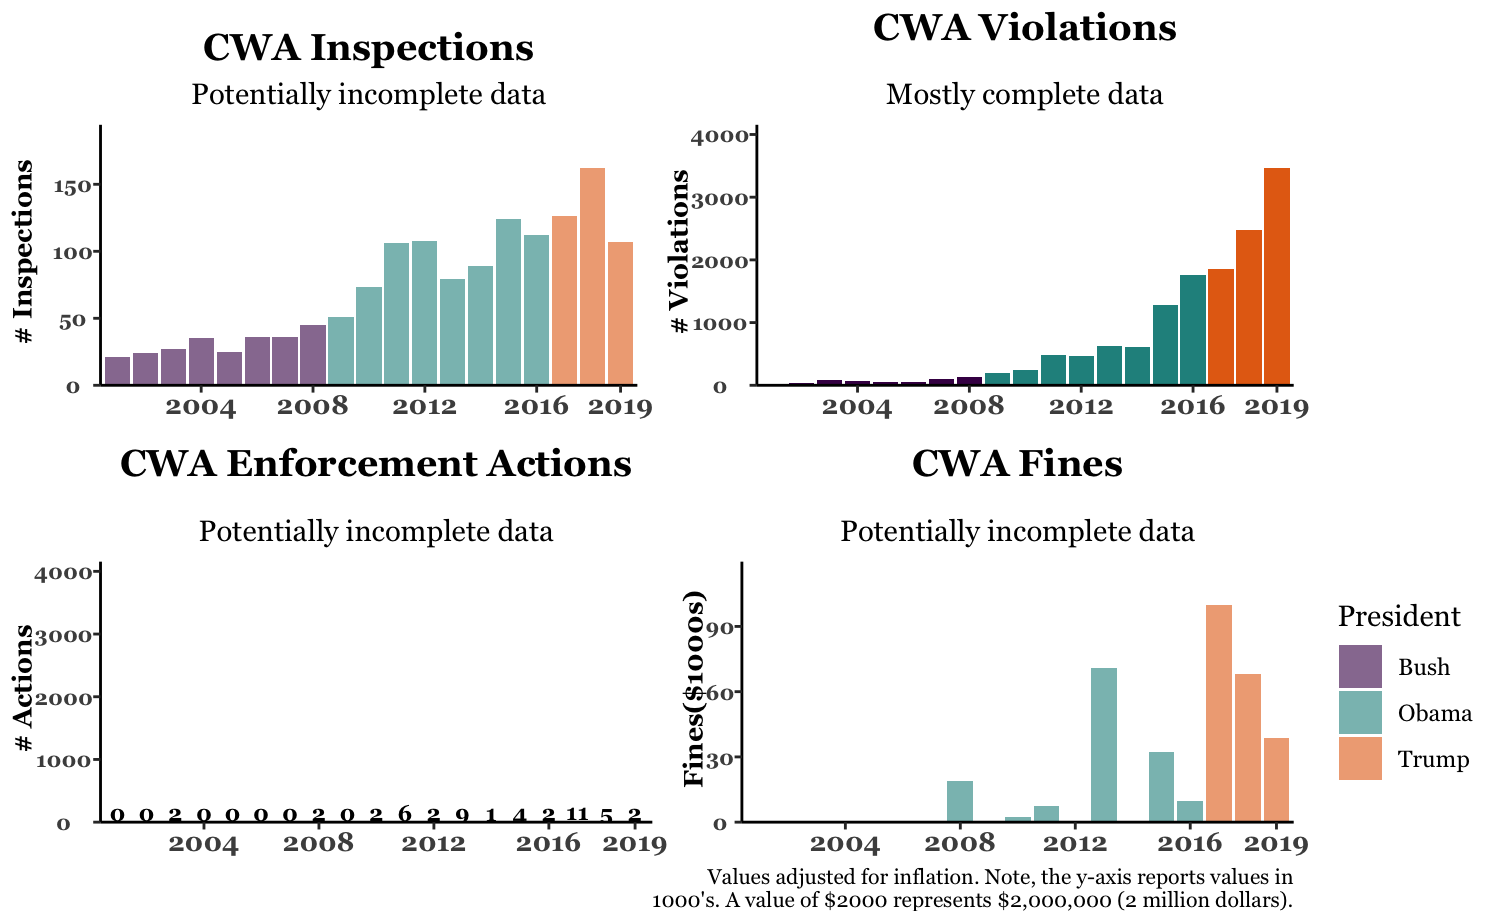 CWA Inspections
Potentially incomplete data
# Inspections
150
100
50
0
2004 2008 2012 2016 2019
CWA Violations
Mostly complete data
# Violations
4000
3000
2000
1000
0
2004 2008 2012 2016 2019
CWA Enforcement Actions
Potentially incomplete data
# Actions
4000
3000
2000
1000
0
0 0 2 0 0 0 0 2 0 2 6 2 9 1 4 2 11 5 2
2004 2008 2012 2016 2019
CWA Fines
Potentially incomplete data
Fines($1000s)
90
60
30
0
2004 2008 2012 2016 2019
President
Bush
Obama
Trump
Values adjusted for inflation. Note, the y-axis reports values in
1000's. A value of $2000 represents $2,000,000 (2 million dollars).